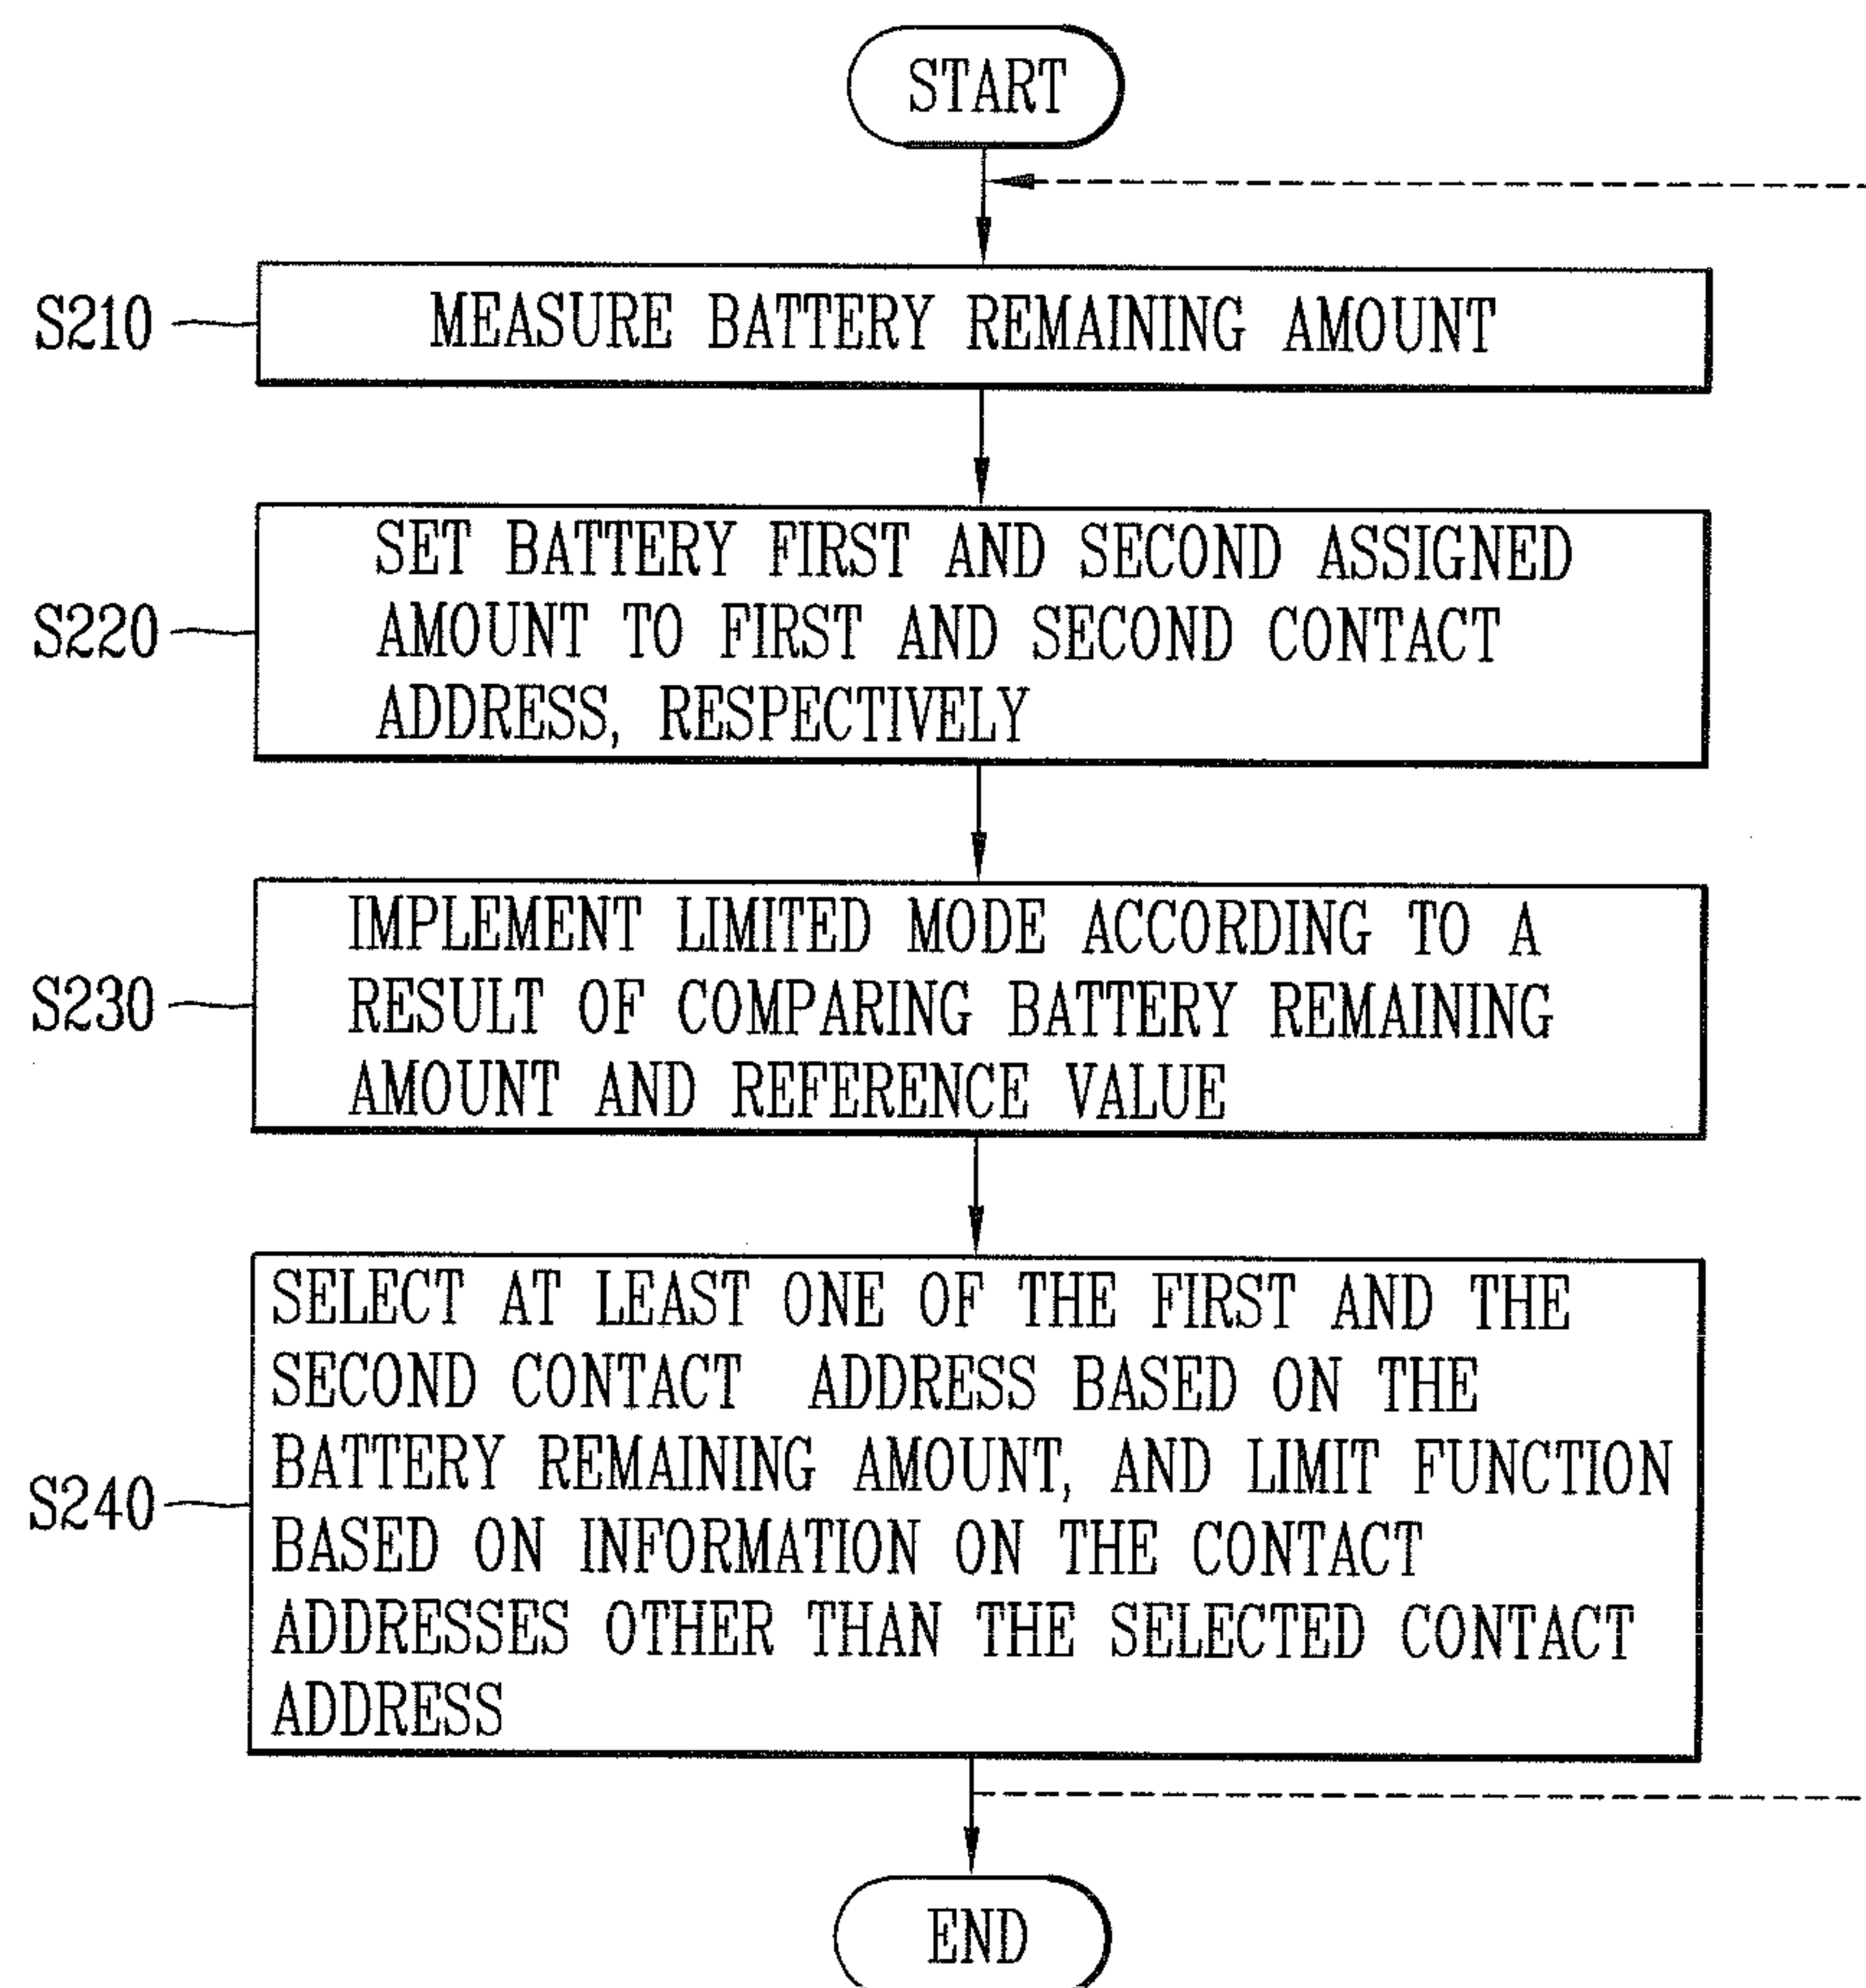 START
S210
MEASURE BATTERY REMAINING AMOUNT
S220
SET BATTERY FIRST AND SECOND ASSIGNED
AMOUNT TO FIRST AND SECOND CONTACT
ADDRESS, RESPECTIVELY
S230
IMPLEMENT LIMITED MODE ACCORDING TO A
RESULT OF COMPARING BATTERY REMAINING
AMOUNT AND REFERENCE VALUE
S240
SELECT AT LEAST ONE OF THE FIRST AND THE
SECOND CONTACT ADDRESS BASED ON THE
BATTERY REMAINING AMOUNT, AND LIMIT FUNCTION
BASED ON INFORMATION ON THE CONTACT
ADDRESSES OTHER THAN THE SELECTED CONTACT
ADDRESS
END